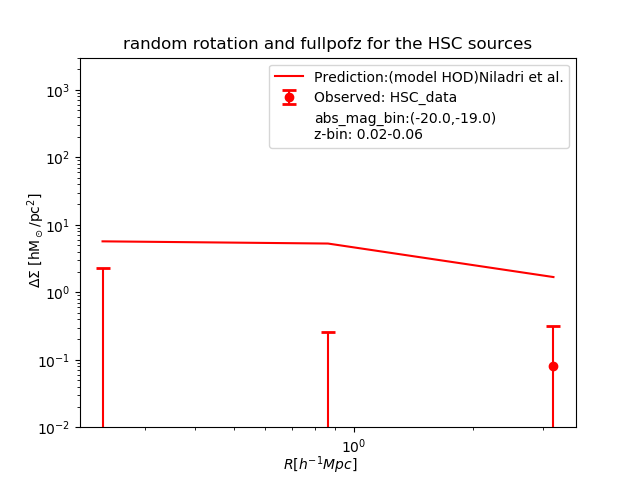 random rotation and fullpofz for the HSC sources
Prediction:(model HOD)Niladri et al.
Observed: HSC_data
abs_mag_bin:(-20.0,-19.0)
z-bin: 0.02-0.06
10³
10²
10¹
10⁰
10⁻¹
10⁻²
ΔΣ [hM⊙/pc²]
10⁰
R[h⁻¹Mpc]